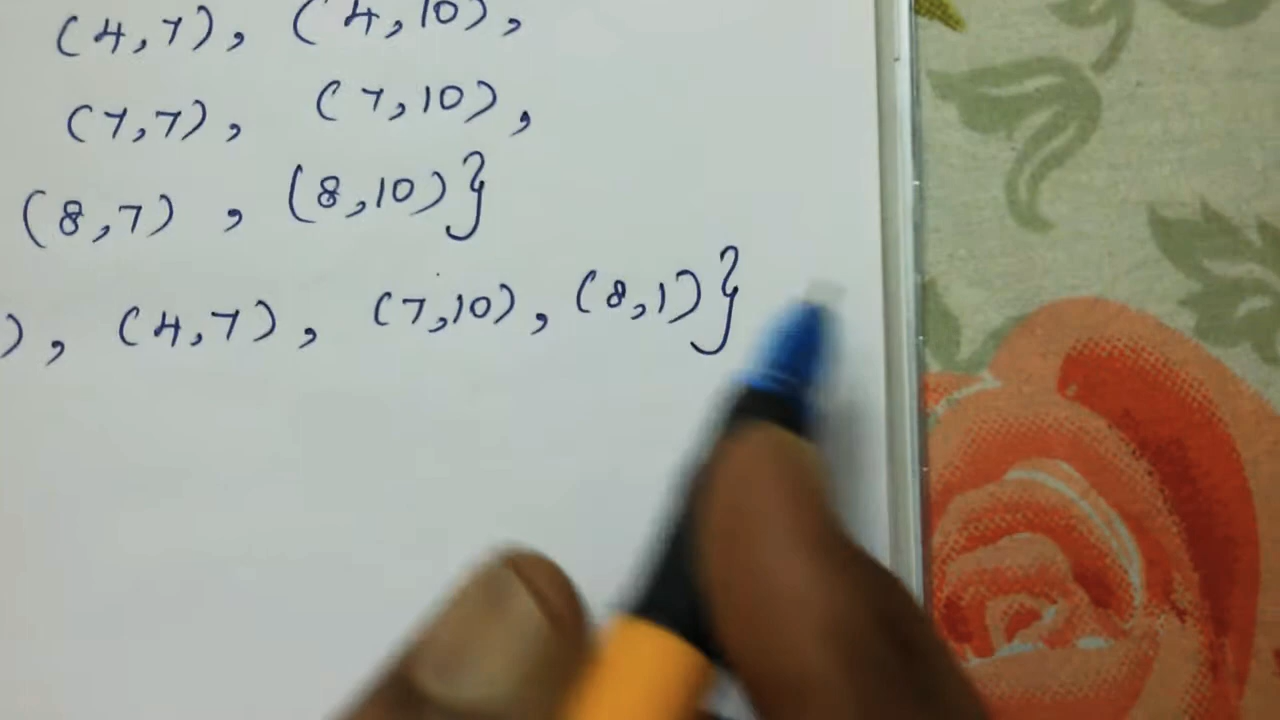 (4,7), (4,10),
(7,7), (7,10),
(8,7), (8,10)}
), (4,7), (7,10), (8,1)}